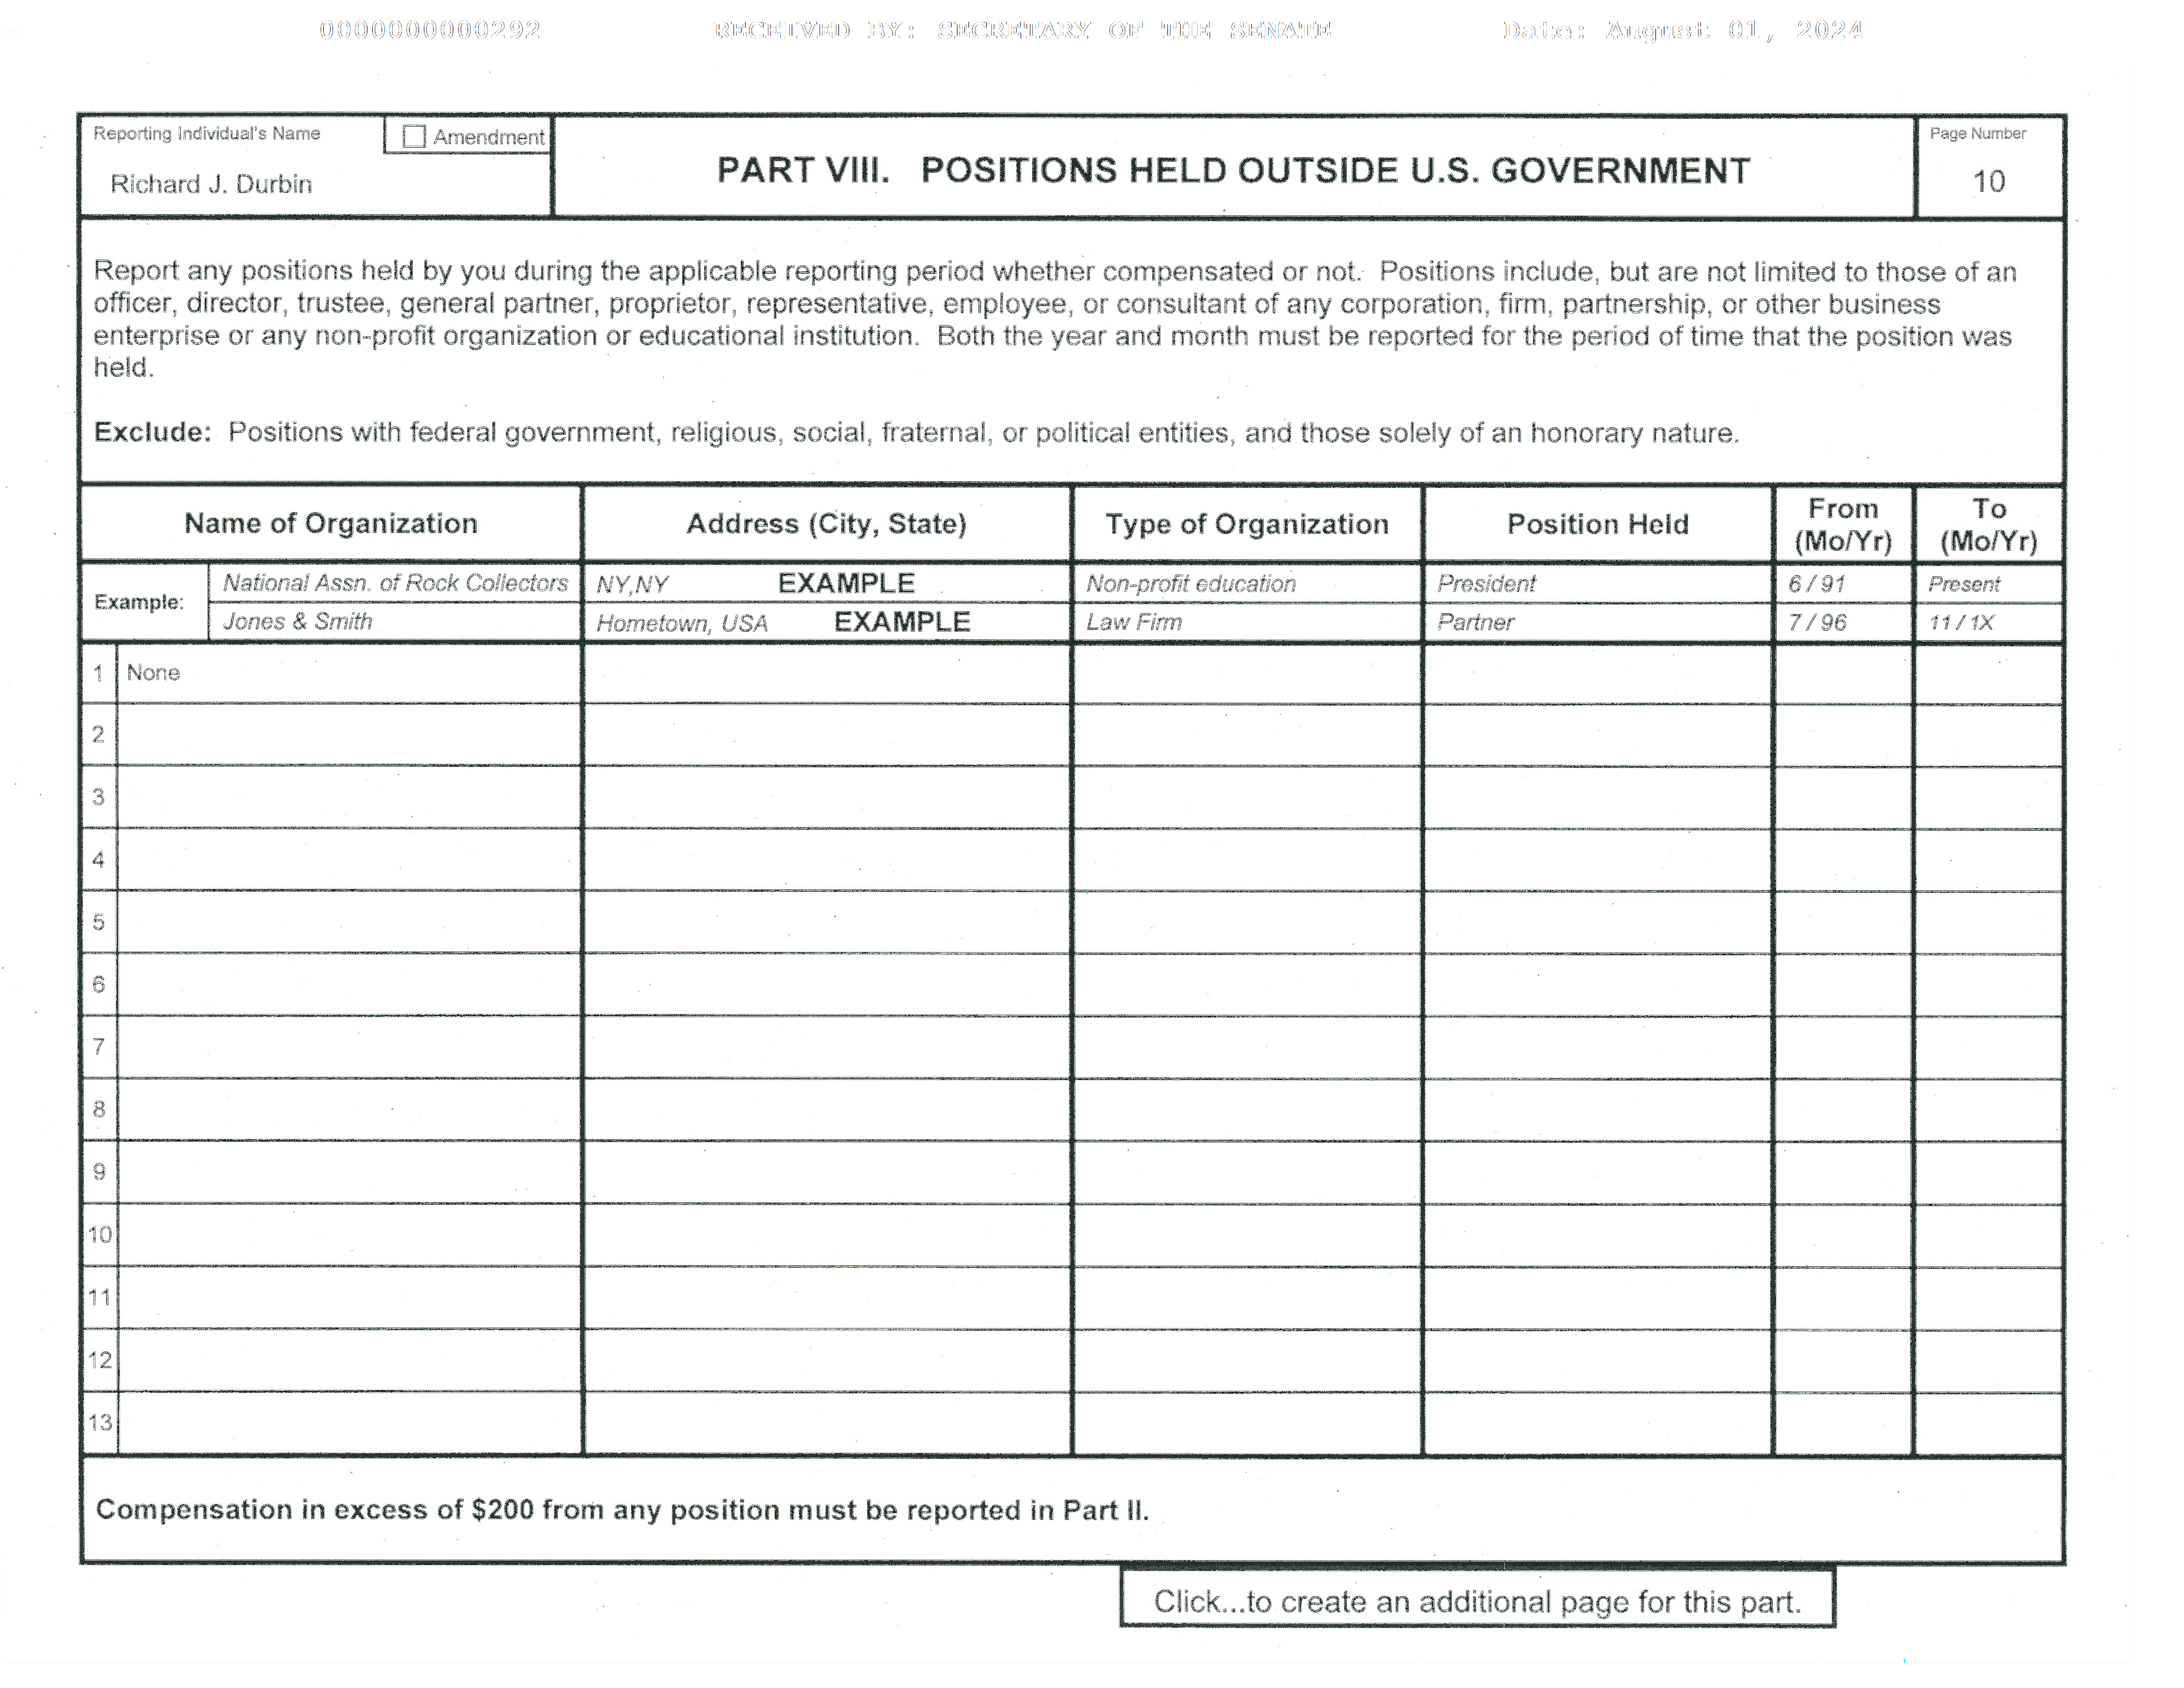 0000000000292 RECEIVED BY: SECRETARY OF THE SENATE Date: August 01, 2024
Reporting Individual's Name
Amendment
Richard J. Durbin
PART VIII. POSITIONS HELD OUTSIDE U.S. GOVERNMENT
Page Number
10
Report any positions held by you during the applicable reporting period whether compensated or not. Positions include, but are not limited to those of an
officer, director, trustee, general partner, proprietor, representative, employee, or consultant of any corporation, firm, partnership, or other business
enterprise or any non-profit organization or educational institution. Both the year and month must be reported for the period of time that the position was
held.
Exclude: Positions with federal government, religious, social, fraternal, or political entities, and those solely of an honorary nature.
Name of Organization Address (City, State) Type of Organization Position Held From (Mo/Yr) To (Mo/Yr)
Example:
National Assn. of Rock Collectors NY,NY EXAMPLE Non-profit education President 6 / 91 Present
Jones & Smith Hometown, USA EXAMPLE Law Firm Partner 7 / 96 11 / 1X
1 None
2
3
4
5
6
7
8
9
10
11
12
13
Compensation in excess of $200 from any position must be reported in Part II.
Click...to create an additional page for this part.